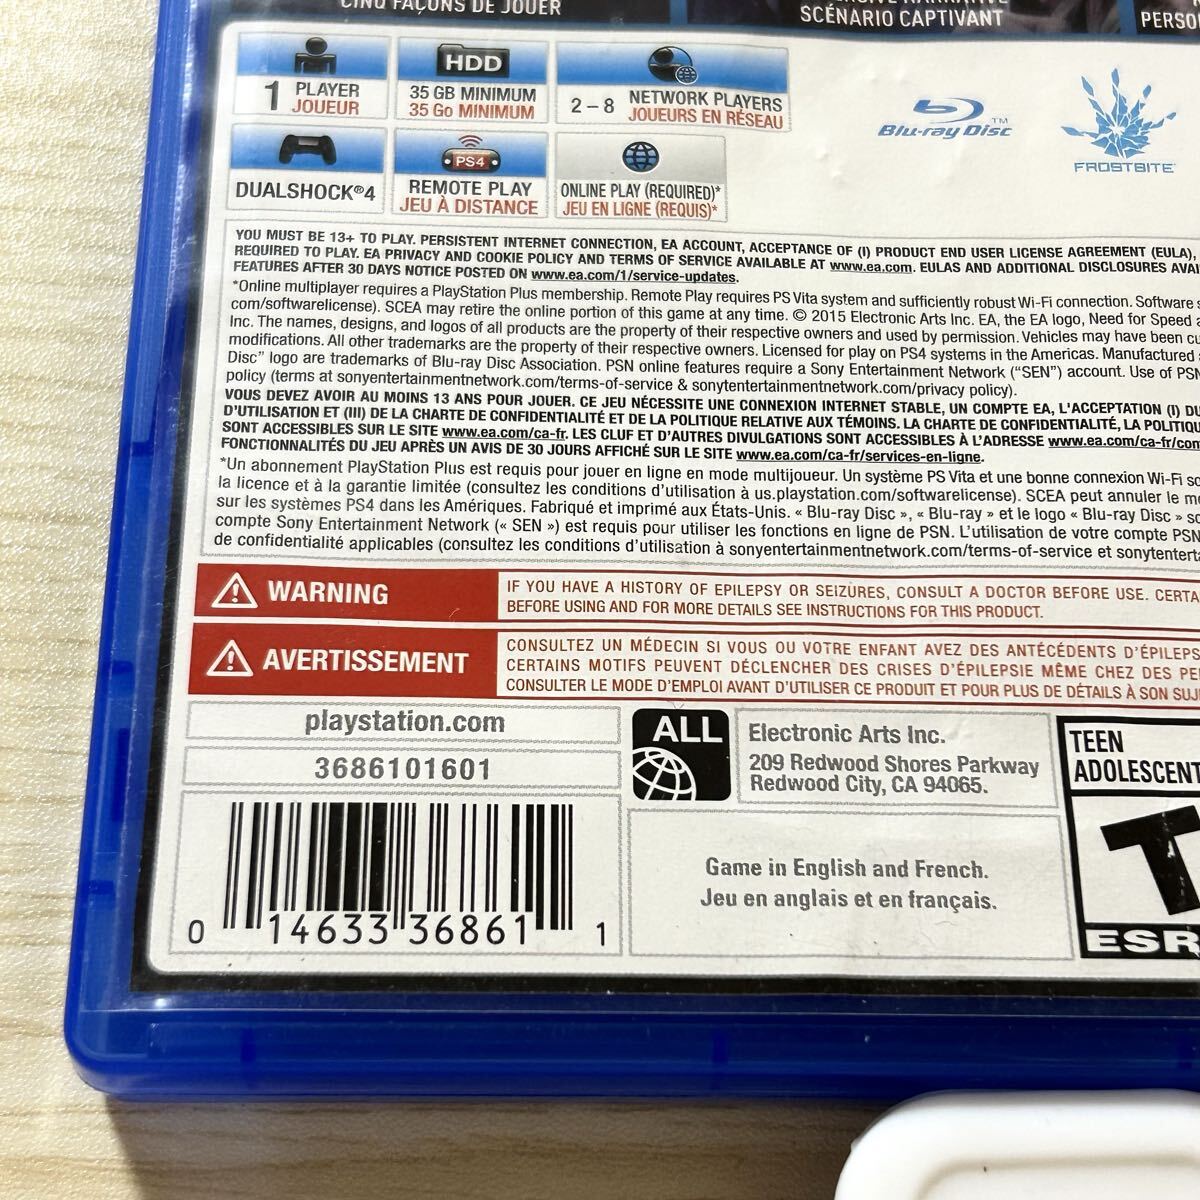 CINQ FAÇONS DE JOUER
SCÉNARIO CAPTIVANT
1 PLAYER
JOUEUR
HDD
35 GB MINIMUM
35 Go MINIMUM
2 – 8 NETWORK PLAYERS
JOUEURS EN RÉSEAU
Blu-ray Disc™
FROSTBITE
DUALSHOCK®4
PS4
REMOTE PLAY
JEU À DISTANCE
ONLINE PLAY (REQUIRED)*
JEU EN LIGNE (REQUIS)*
YOU MUST BE 13+ TO PLAY. PERSISTENT INTERNET CONNECTION, EA ACCOUNT, ACCEPTANCE OF (I) PRODUCT END USER LICENSE AGREEMENT (EULA),
REQUIRED TO PLAY. EA PRIVACY AND COOKIE POLICY AND TERMS OF SERVICE AVAILABLE AT www.ea.com. EULAS AND ADDITIONAL DISCLOSURES
FEATURES AFTER 30 DAYS NOTICE POSTED ON www.ea.com/1/service-updates.
*Online multiplayer requires a PlayStation Plus membership. Remote Play requires PS Vita system and sufficiently robust Wi-Fi connection. Software
com/softwarelicense). SCEA may retire the online portion of this game at any time. © 2015 Electronic Arts Inc. EA, the EA logo, Need for Speed
Inc. The names, designs, and logos of all products are the property of their respective owners and used by permission. Vehicles may have been
modifications. All other trademarks are the property of their respective owners. Licensed for play on PS4 systems in the Americas. Manufactured
Disc" logo are trademarks of Blu-ray Disc Association. PSN online features require a Sony Entertainment Network ("SEN") account. Use of PSN
policy (terms at sonyentertainmentnetwork.com/terms-of-service & sonytentertainmentnetwork.com/privacy policy).
VOUS DEVEZ AVOIR AU MOINS 13 ANS POUR JOUER. CE JEU NÉCESSITE UNE CONNEXION INTERNET STABLE, UN COMPTE EA, L'ACCEPTATION (I) DU
D'UTILISATION ET (III) DE LA CHARTE DE CONFIDENTIALITÉ ET DE LA POLITIQUE RELATIVE AUX TÉMOINS. LA CHARTE DE CONFIDENTIALITÉ, LA POLITIQUE
SONT ACCESSIBLES SUR LE SITE www.ea.com/ca-fr. LES CLUF ET D'AUTRES DIVULGATIONS SONT ACCESSIBLES À L'ADRESSE www.ea.com/ca-fr/
FONCTIONNALITÉS DU JEU APRÈS UN AVIS DE 30 JOURS AFFICHÉ SUR LE SITE www.ea.com/ca-fr/services-en-ligne.
*Un abonnement PlayStation Plus est requis pour jouer en ligne en mode multijoueur. Un système PS Vita et une bonne connexion Wi-Fi
la licence et à la garantie limitée (consultez les conditions d'utilisation à us.playstation.com/softwarelicense). SCEA peut annuler le
sur les systèmes PS4 dans les Amériques. Fabriqué et imprimé aux États-Unis. « Blu-ray Disc », « Blu-ray » et le logo « Blu-ray Disc »
compte Sony Entertainment Network (« SEN ») est requis pour utiliser les fonctions en ligne de PSN. L'utilisation de votre compte PSN
de confidentialité applicables (consultez les conditions d'utilisation à sonyentertainmentnetwork.com/terms-of-service et
WARNING
IF YOU HAVE A HISTORY OF EPILEPSY OR SEIZURES, CONSULT A DOCTOR BEFORE USE. CERTA
BEFORE USING AND FOR MORE DETAILS SEE INSTRUCTIONS FOR THIS PRODUCT.
AVERTISSEMENT
CONSULTEZ UN MÉDECIN SI VOUS OU VOTRE ENFANT AVEZ DES ANTÉCÉDENTS D'ÉPILEPS
CERTAINS MOTIFS PEUVENT DÉCLENCHER DES CRISES D'ÉPILEPSIE MÊME CHEZ DES PE
CONSULTER LE MODE D'EMPLOI AVANT D'UTILISER CE PRODUIT ET POUR PLUS DE DÉTAILS À SON SUJ
playstation.com
3686101601
ALL
Electronic Arts Inc.
209 Redwood Shores Parkway
Redwood City, CA 94065.
TEEN
ADOLESCENT
T
ESR
Game in English and French.
Jeu en anglais et en français.
0 14633 36861 1